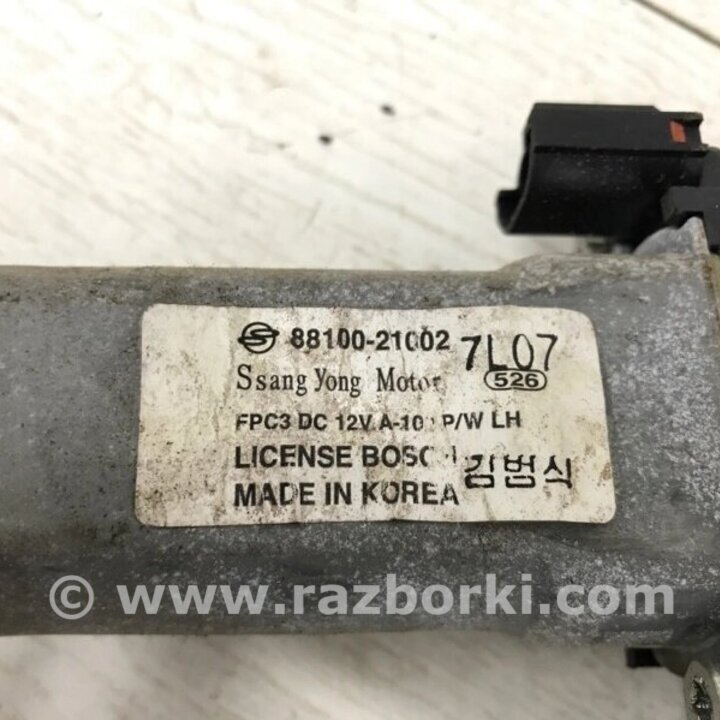 88100-21002 7L07
Ssang Yong Motor 526
FPC3 DC 12V A-10 P/W LH
LICENSE BOSCH 김범식
MADE IN KOREA
© www.razborki.com